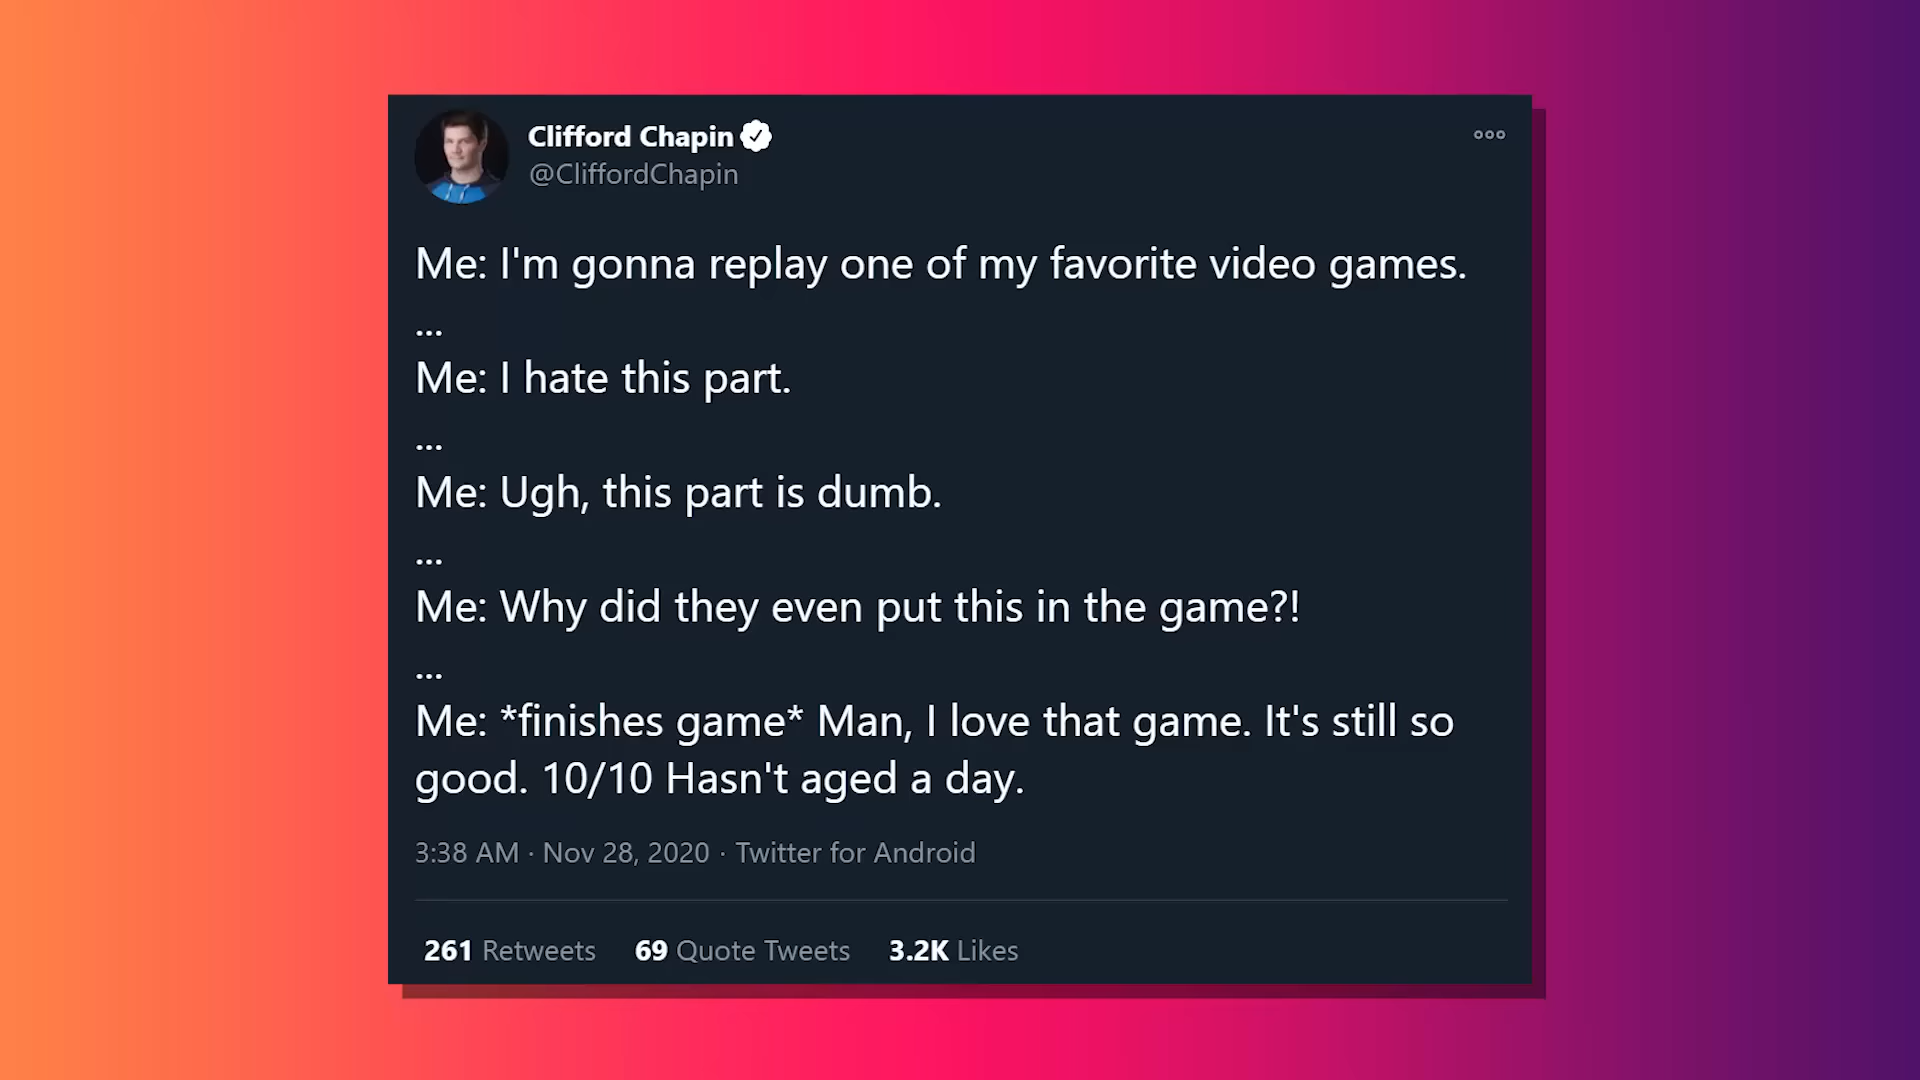 Clifford Chapin
@CliffordChapin
Me: I'm gonna replay one of my favorite video games.
...
Me: I hate this part.
...
Me: Ugh, this part is dumb.
...
Me: Why did they even put this in the game?!
...
Me: *finishes game* Man, I love that game. It's still so
good. 10/10 Hasn't aged a day.
3:38 AM · Nov 28, 2020 · Twitter for Android
261 Retweets 69 Quote Tweets 3.2K Likes